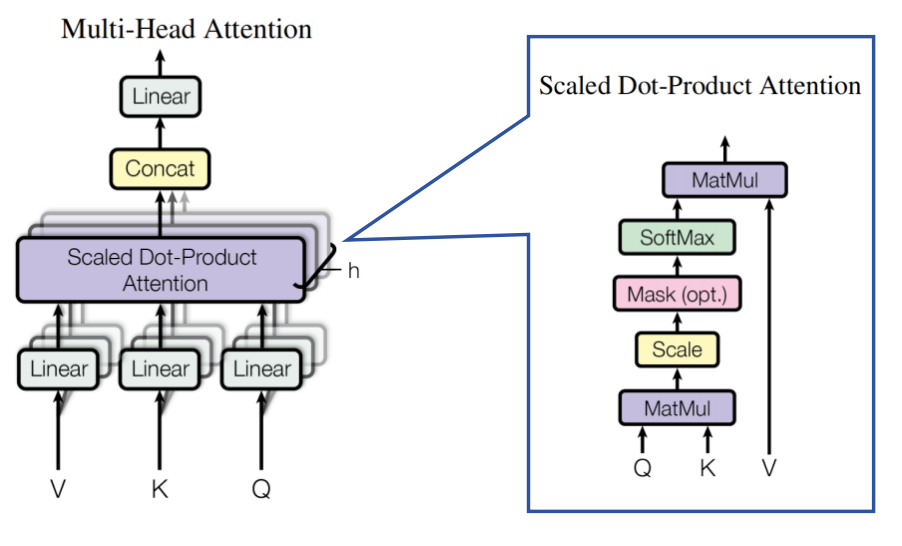 Multi-Head Attention
Linear
Concat
Scaled Dot-Product
Attention
h
Linear
Linear
Linear
V
K
Q
Scaled Dot-Product Attention
MatMul
SoftMax
Mask (opt.)
Scale
MatMul
Q
K
V